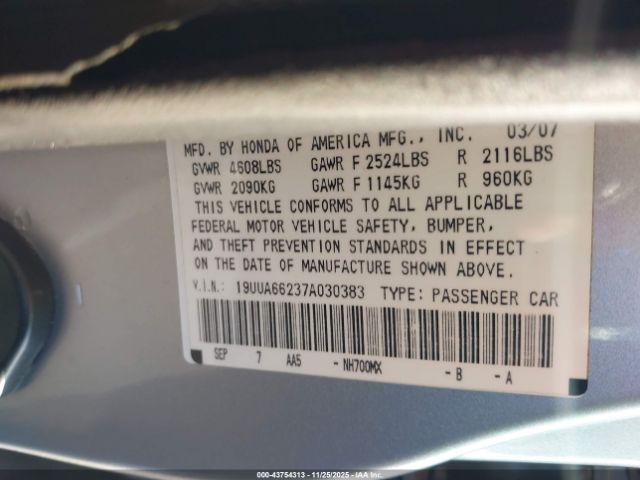 MFD. BY HONDA OF AMERICA MFG., INC. 03/07
GVWR 4608LBS GAWR F 2524LBS R 2116LBS
GVWR 2090KG GAWR F 1145KG R 960KG
THIS VEHICLE CONFORMS TO ALL APPLICABLE
FEDERAL MOTOR VEHICLE SAFETY, BUMPER,
AND THEFT PREVENTION STANDARDS IN EFFECT
ON THE DATE OF MANUFACTURE SHOWN ABOVE.
V.I.N.: 19UUA66237A030383 TYPE: PASSENGER CAR
SEP 7 AA5 -NH700MX -B -A
000-43754313 - 11/25/2025 - IAA Inc.